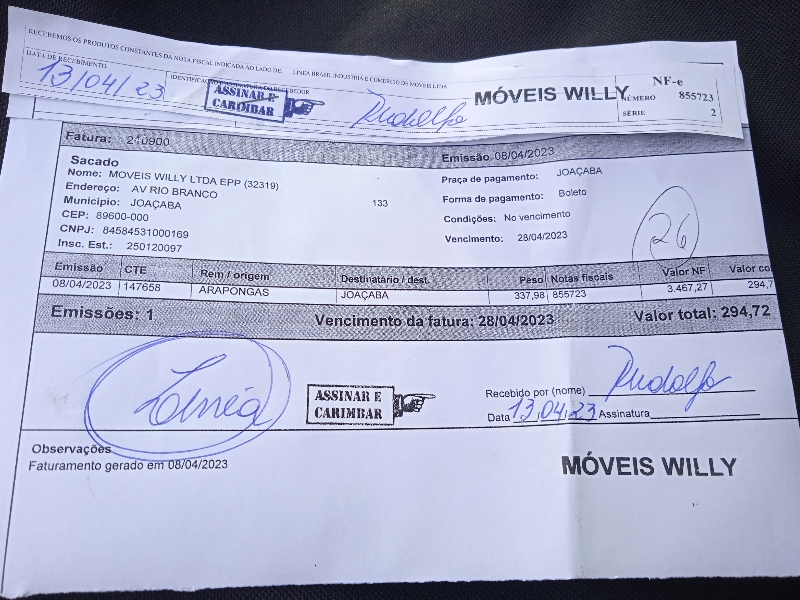 RECEBEMOS OS PRODUTOS CONSTANTES DA NOTA FISCAL INDICADA AO LADO DE LINEA BRASIL INDUSTRIA E COMERCIO DE MOVEIS LTDA
DATA DE RECEBIMENTO
13/04/23
ASSINAR E CARIMBAR
Rudolfo
MÓVEIS WILLY
NF-e
NÚMERO 855723
SÉRIE 2
Fatura: 210900
Emissão 08/04/2023
Sacado
Nome: MOVEIS WILLY LTDA EPP (32319)
Endereço: AV RIO BRANCO 133
Município: JOAÇABA
CEP: 89600-000
CNPJ: 84584531000169
Insc. Est.: 250120097
Praça de pagamento: JOAÇABA
Forma de pagamento: Boleto
Condições: No vencimento
Vencimento: 28/04/2023
26
Emissão CTE Rem / origem Destinatário / dest. Peso Notas fiscais Valor NF Valor
08/04/2023 147658 ARAPONGAS JOAÇABA 337,98 855723 3.467,27 294,7
Emissões: 1 Vencimento da fatura: 28/04/2023 Valor total: 294,72
ASSINAR E CARIMBAR
Recebido por (nome) Rudolfo
Data 13,04,23 Assinatura
Observações
Faturamento gerado em 08/04/2023
MÓVEIS WILLY